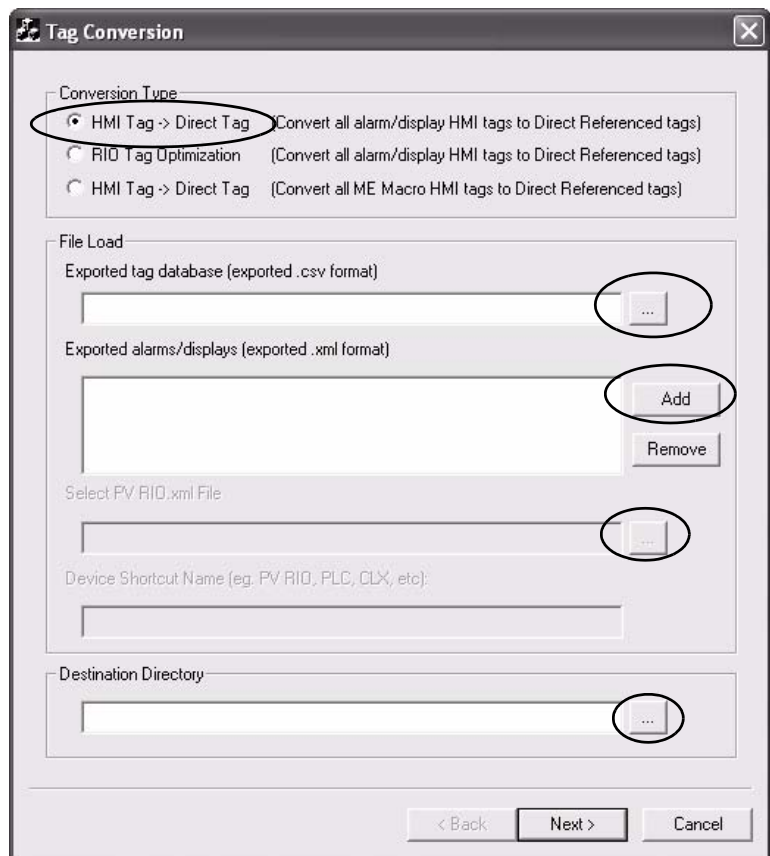 Tag Conversion
Conversion Type
HMI Tag -> Direct Tag (Convert all alarm/display HMI tags to Direct Referenced tags)
RIO Tag Optimization (Convert all alarm/display HMI tags to Direct Referenced tags)
HMI Tag -> Direct Tag (Convert all ME Macro HMI tags to Direct Referenced tags)
File Load
Exported tag database (exported .csv format)
...
Exported alarms/displays (exported .xml format)
Add
Remove
Select PV RIO.xml File
...
Device Shortcut Name (eg. PV RIO, PLC, CLX, etc):
Destination Directory
...
< Back Next > Cancel